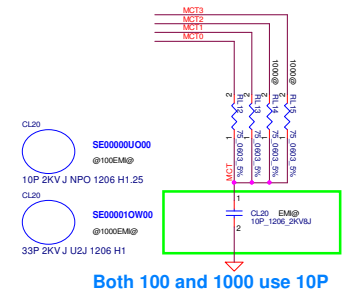 MCT3
MCT2
MCT1
MCT0
1000@
1000@
2
2
2
2
RL12
RL13
RL14
RL15
1
1
1
1
75_0603_5%
75_0603_5%
75_0603_5%
75_0603_5%
MCT
CL20
SE00000UO00
@100EMI@
10P 2KV J NPO 1206 H1.25
CL20
SE00001OW00
@1000EMI@
33P 2KV J U2J 1206 H1
1
CL20 EMI@
10P_1206_2KV8J
2
Both 100 and 1000 use 10P